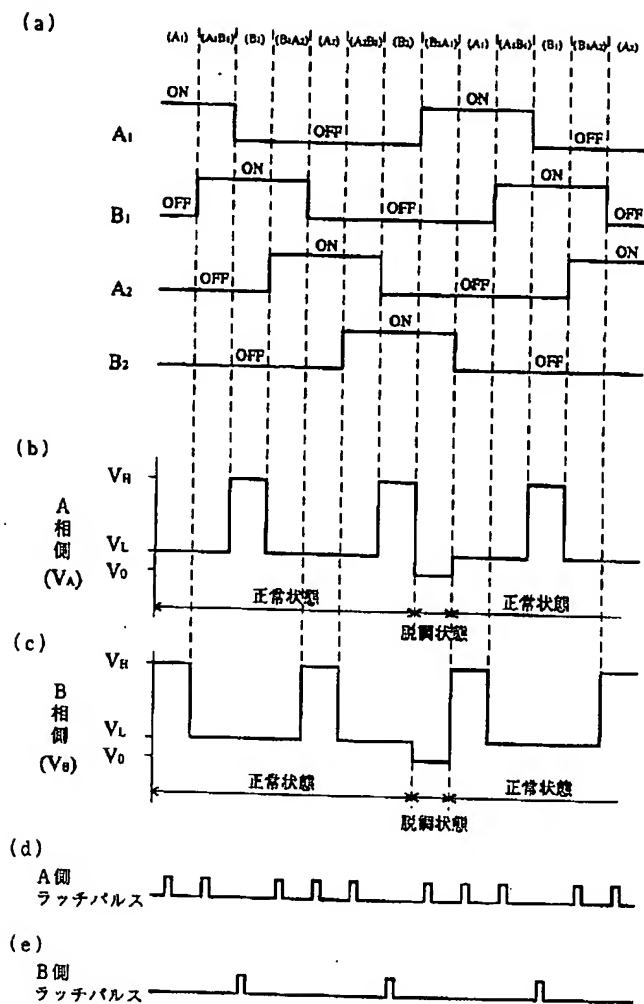 (a)
(A1) (A1B1) (B1) (B1A2) (A2) (A2B2) (B2) (B2A1) (A1) (A1B1) (B1) (B1A2) (A2)
ON ON
A1 OFF OFF
ON ON
OFF OFF OFF
B1
ON ON
OFF OFF
A2
ON
B2 OFF OFF
(b)
VH
A
相
側
(VA)
VL
V0
正常状態 正常状態
脱調状態
(c)
VH
B
相
側
(VB)
VL
V0
正常状態 正常状態
脱調状態
(d)
A側
ラッチパルス
(e)
B側
ラッチパルス